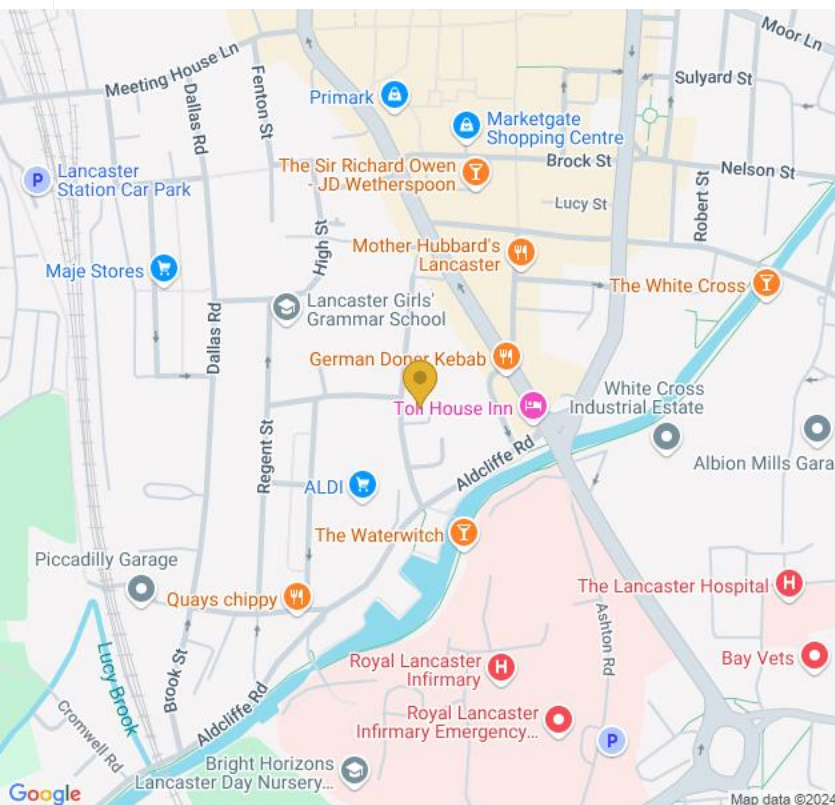 Moor Ln
Meeting House Ln
Fenton St
Sulyard St
Dallas Rd
Primark
Marketgate
Shopping Centre
Brock St
Nelson St
The Sir Richard Owen
- JD Wetherspoon
P
Lancaster
Station Car Park
Robert St
Lucy St
High St
Mother Hubbard's
Lancaster
Maje Stores
The White Cross
Lancaster Girls'
Grammar School
Dallas Rd
German Doner Kebab
Toll House Inn
White Cross
Industrial Estate
Regent St
Aldcliffe Rd
Albion Mills Gara
ALDI
The Waterwitch
Piccadilly Garage
Quays chippy
The Lancaster Hospital
H
Ashton Rd
Lucy Brook
Brook St
Royal Lancaster
Infirmary
H
Bay Vets
Aldcliffe Rd
Cromwell Rd
Royal Lancaster
Infirmary Emergency...
P
Bright Horizons
Lancaster Day Nursery...
Google
Map data ©2024